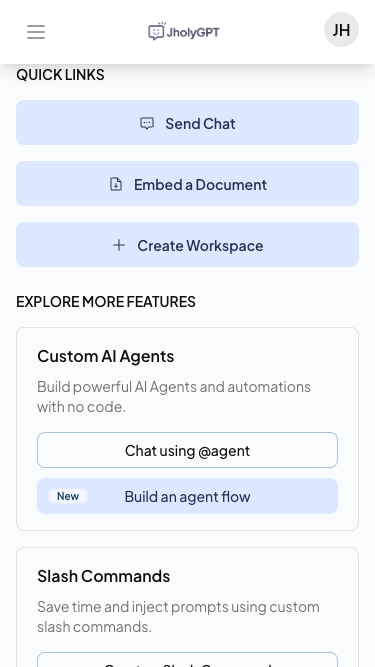 JholyGPT
JH
QUICK LINKS
Send Chat
Embed a Document
Create Workspace
EXPLORE MORE FEATURES
Custom AI Agents
Build powerful AI Agents and automations
with no code.
Chat using @agent
New
Build an agent flow
Slash Commands
Save time and inject prompts using custom
slash commands.